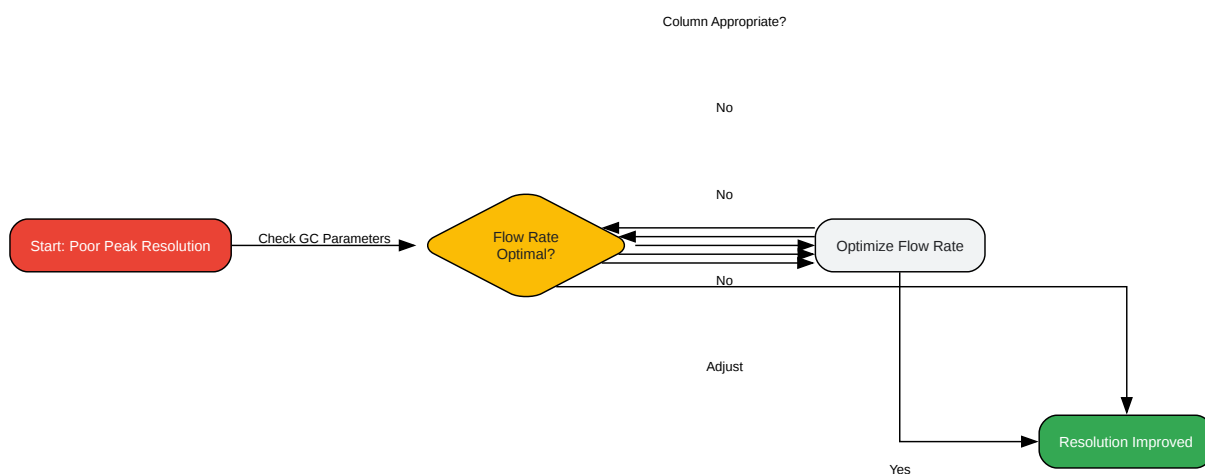 Column Appropriate?
No
No
Start: Poor Peak Resolution
Check GC Parameters
Flow Rate
Optimal?
Optimize Flow Rate
No
Adjust
Resolution Improved
Yes